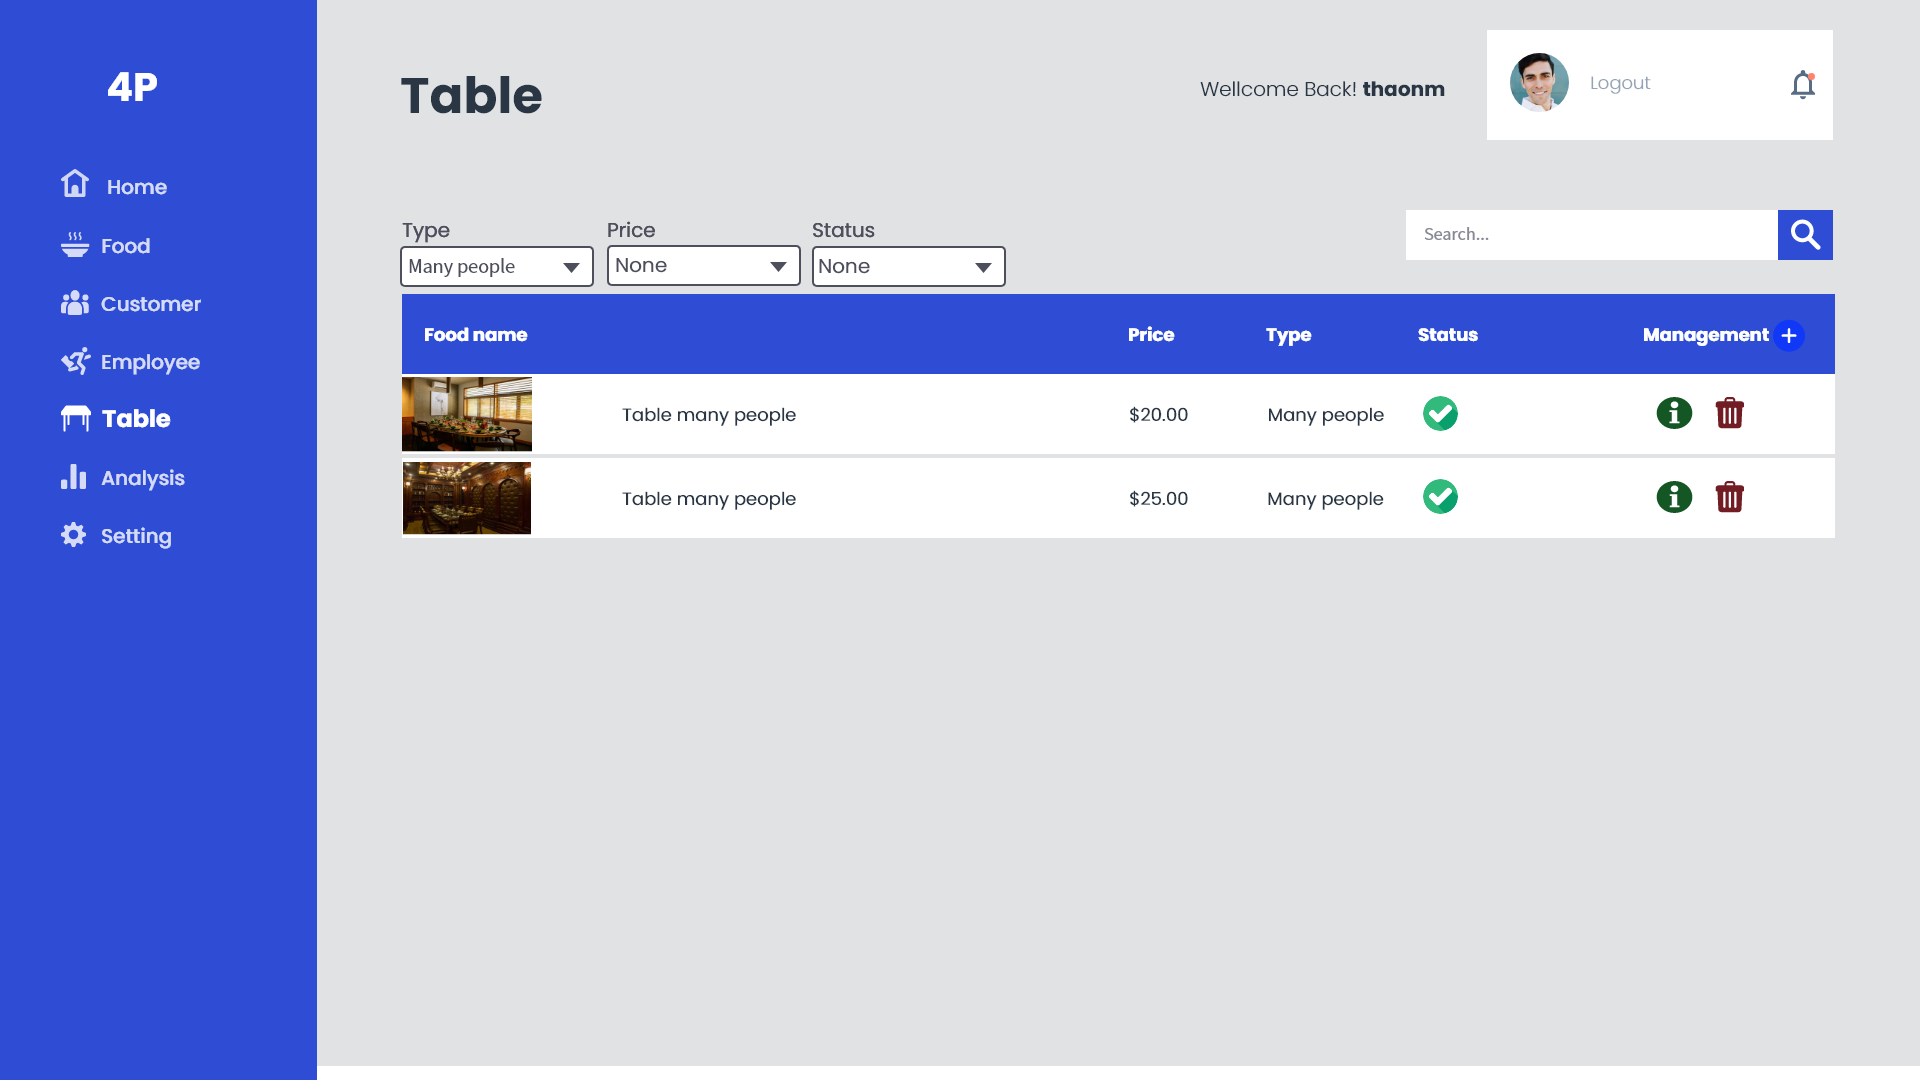 4P
Home
Food
Customer
Employee
Table
Analysis
Setting
Table
Wellcome Back! thaonm
Logout
Type
Price
Status
Many people
None
None
Search...
Food name
Price
Type
Status
Management
Table many people
$20.00
Many people
Table many people
$25.00
Many people